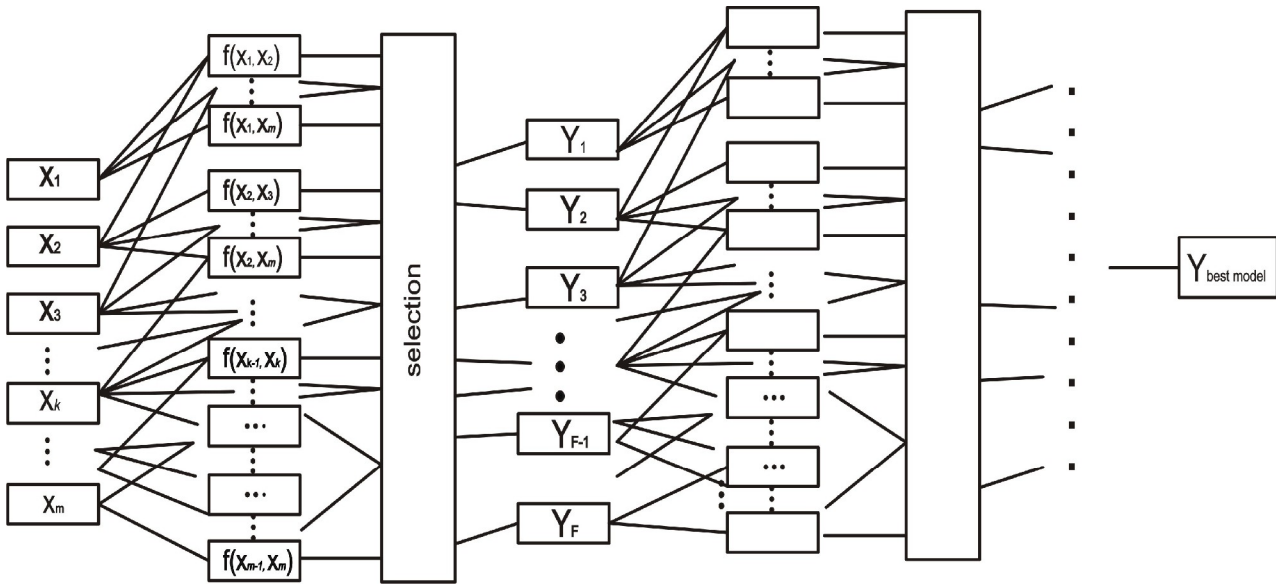 X1
X2
X3
Xk
Xm
f(X1, X2)
f(X1, Xm)
f(X2, X3)
f(X2, Xm)
f(Xk-1, Xk)
...
...
f(Xm-1, Xm)
selection
Y1
Y2
Y3
YF-1
YF
...
...
Y best model